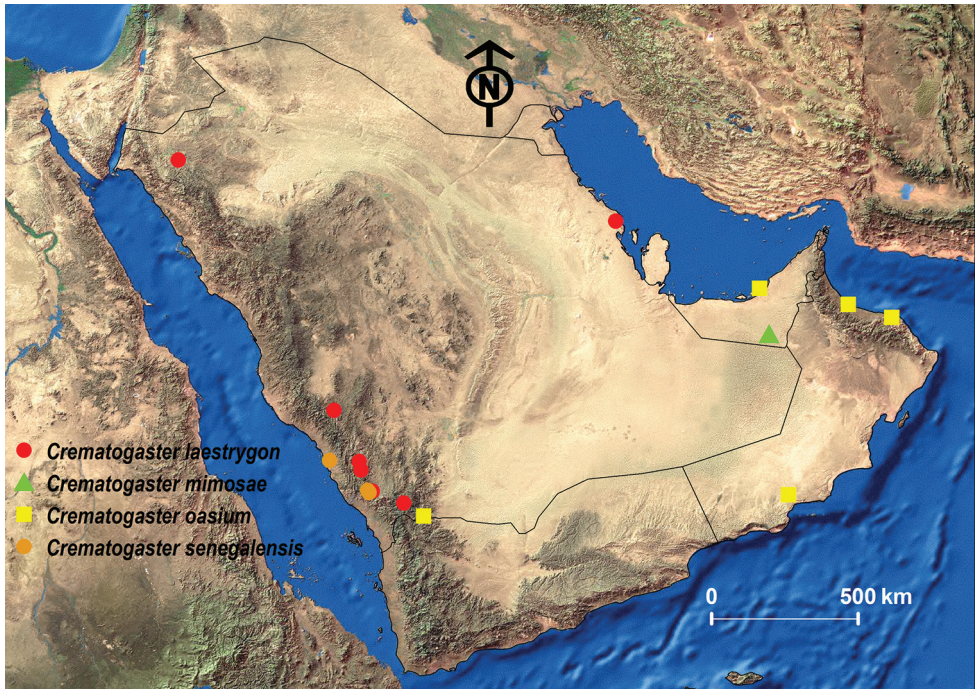 N
Crematogaster laestrygon
Crematogaster mimosae
Crematogaster oasium
Crematogaster senegalensis
0 500 km